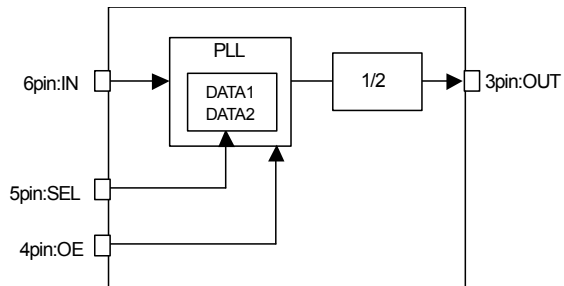 PLL
6pin:IN
DATA1
DATA2
1/2
3pin:OUT
5pin:SEL
4pin:OE